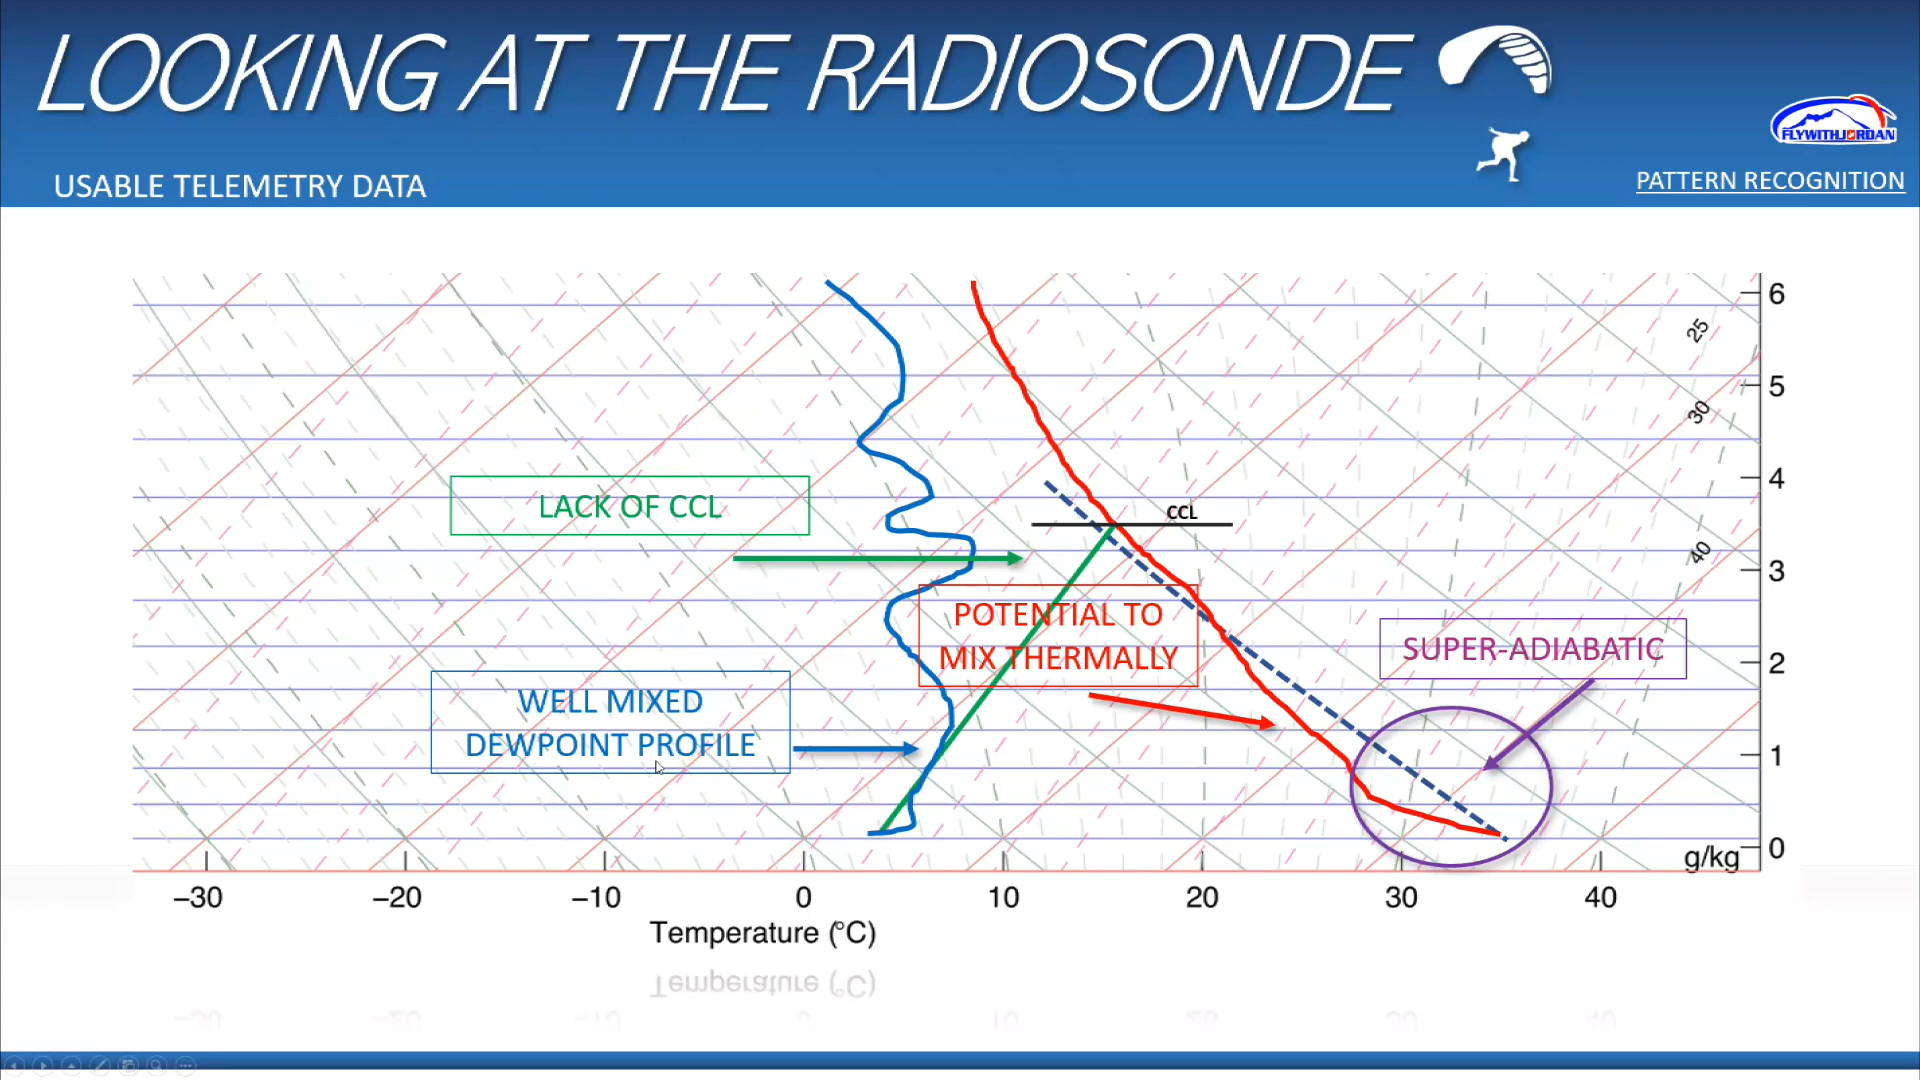 LOOKING AT THE RADIOSONDE
FLYWITHJORDAN
USABLE TELEMETRY DATA
PATTERN RECOGNITION
6
25
5
30
4
LACK OF CCL
CCL
40
3
POTENTIAL TO
MIX THERMALLY
SUPER-ADIABATIC
2
WELL MIXED
DEWPOINT PROFILE
1
g/kg
0
−30 −20 −10 0 10 20 30 40
Temperature (°C)